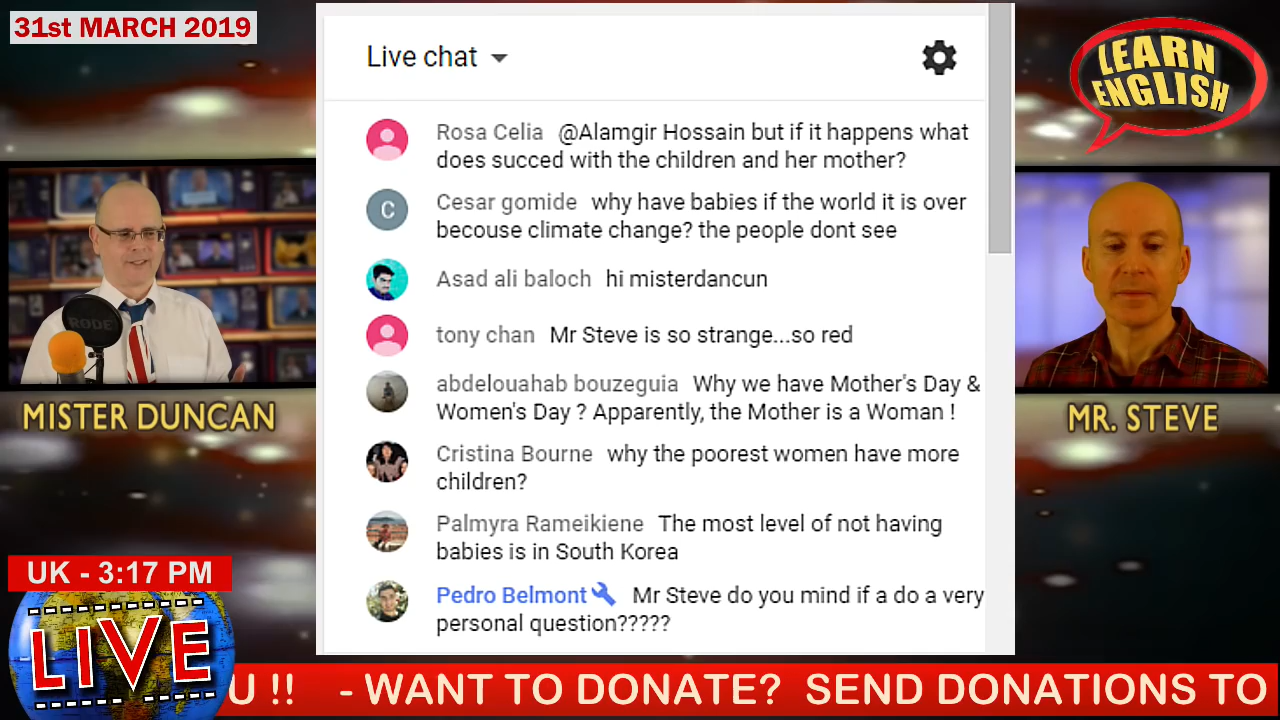 31st MARCH 2019
Live chat
LEARN
ENGLISH
Rosa Celia @Alamgir Hossain but if it happens what
does succed with the children and her mother?
C
Cesar gomide why have babies if the world it is over
becouse climate change? the people dont see
Asad ali baloch hi misterdancun
tony chan Mr Steve is so strange...so red
abdelouahab bouzeguia Why we have Mother's Day &
Women's Day ? Apparently, the Mother is a Woman !
Cristina Bourne why the poorest women have more
children?
Palmyra Rameikiene The most level of not having
babies is in South Korea
Pedro Belmont Mr Steve do you mind if a do a very
personal question?????
RODE
MISTER DUNCAN
MR. STEVE
UK - 3:17 PM
LIVE
U !! - WANT TO DONATE? SEND DONATIONS TO